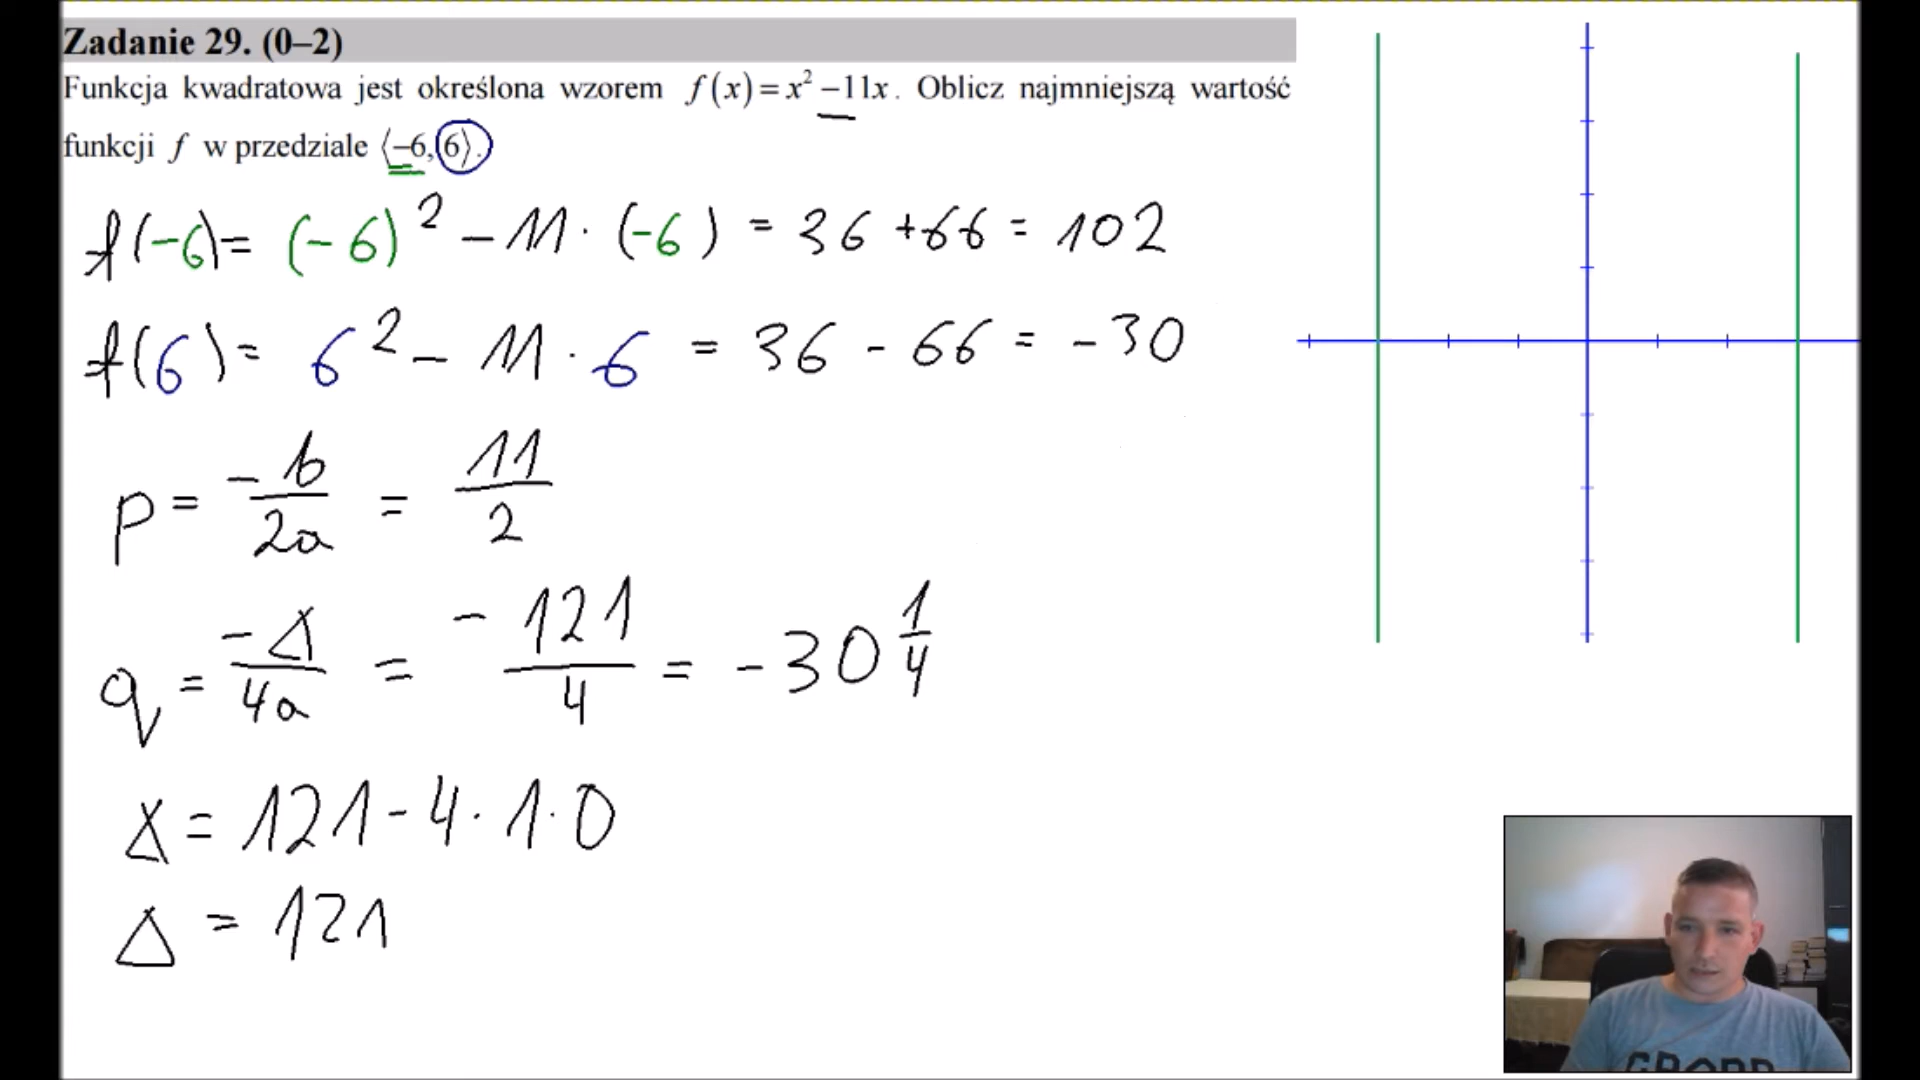 Zadanie 29. (0–2)
Funkcja kwadratowa jest określona wzorem f(x) = x² −11x. Oblicz najmniejszą wartość
funkcji f w przedziale ⟨−6,6⟩.
f(-6) = (-6)² - 11 · (-6) = 36 + 66 = 102
f(6) = 6² - 11 · 6 = 36 - 66 = -30
p = -b/2a = 11/2
q = -Δ/4a = -121/4 = -30 1/4
Δ = 121 - 4 · 1 · 0
Δ = 121